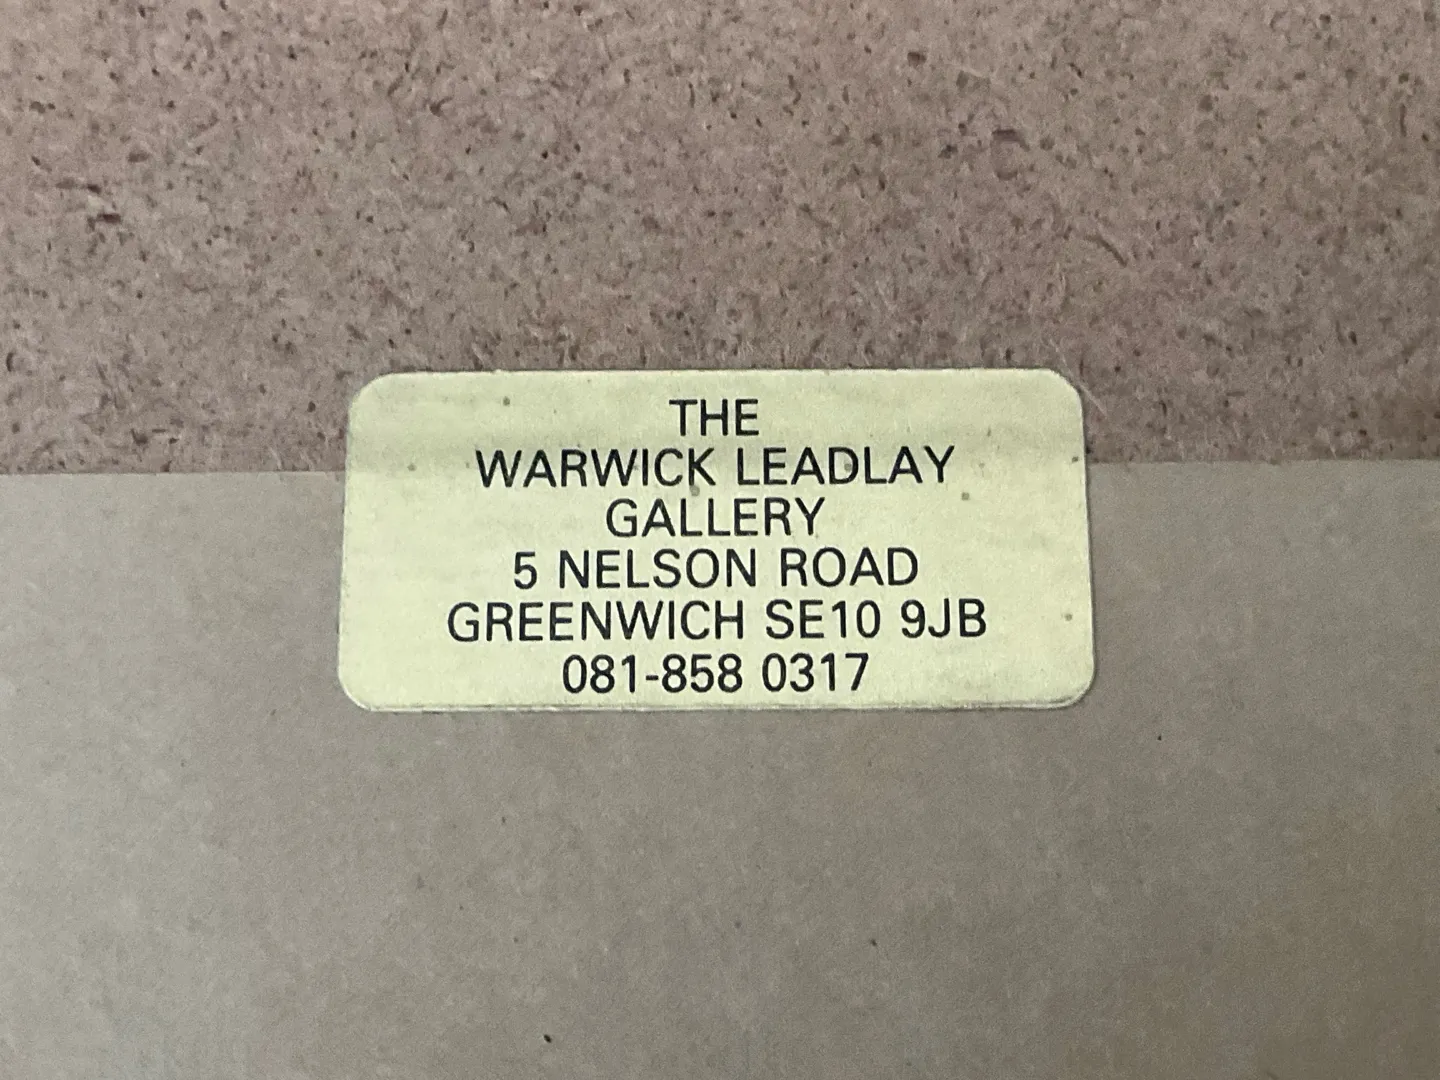 THE
WARWICK LEADLAY
GALLERY
5 NELSON ROAD
GREENWICH SE10 9JB
081-858 0317